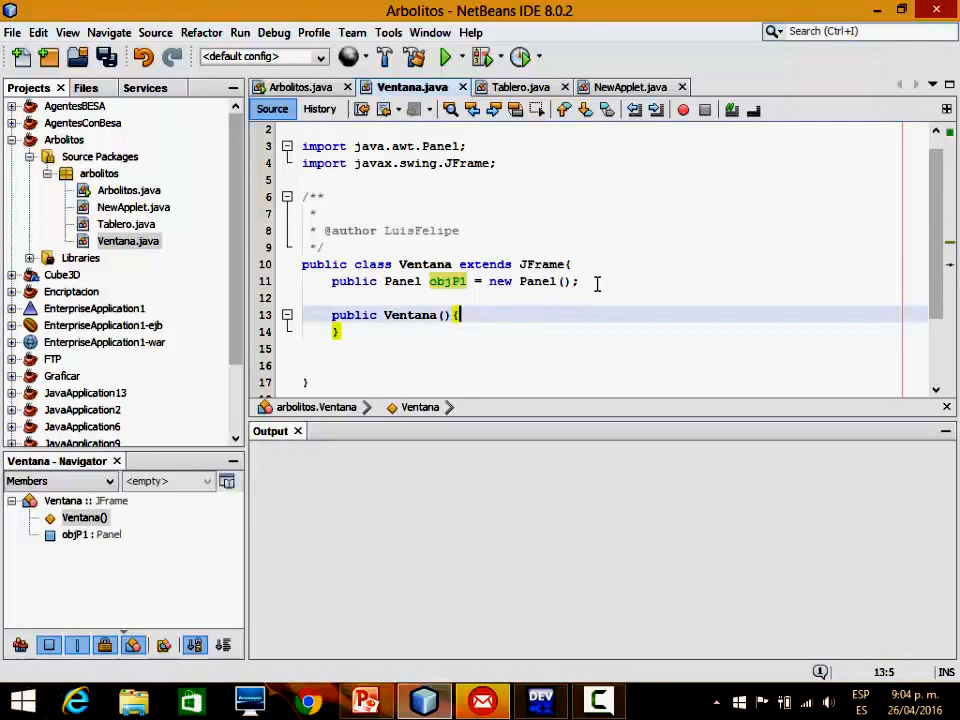 Arbolitos - NetBeans IDE 8.0.2
File Edit View Navigate Source Refactor Run Debug Profile Team Tools Window Help
Search (Ctrl+I)
<default config>
Projects Files Services
Arbolitos.java Ventana.java Tablero.java NewApplet.java
Source History
AgentesBESA
AgentesConBesa
Arbolitos
Source Packages
arbolitos
Arbolitos.java
NewApplet.java
Tablero.java
Ventana.java
Libraries
Cube3D
Encriptacion
EnterpriseApplication1
EnterpriseApplication1-ejb
EnterpriseApplication1-war
FTP
Graficar
JavaApplication13
JavaApplication2
JavaApplication6
JavaApplication9
2
3 import java.awt.Panel;
4 import javax.swing.JFrame;
5
6 /**
7 *
8 * @author LuisFelipe
9 */
10 public class Ventana extends JFrame{
11 public Panel objP1 = new Panel();
12
13 public Ventana(){
14 }
15
16
17 }
arbolitos.Ventana Ventana
Output
Ventana - Navigator
Members <empty>
Ventana :: JFrame
Ventana()
objP1 : Panel
13:5 INS
DEV
ESP
ES
9:04 p. m.
26/04/2016